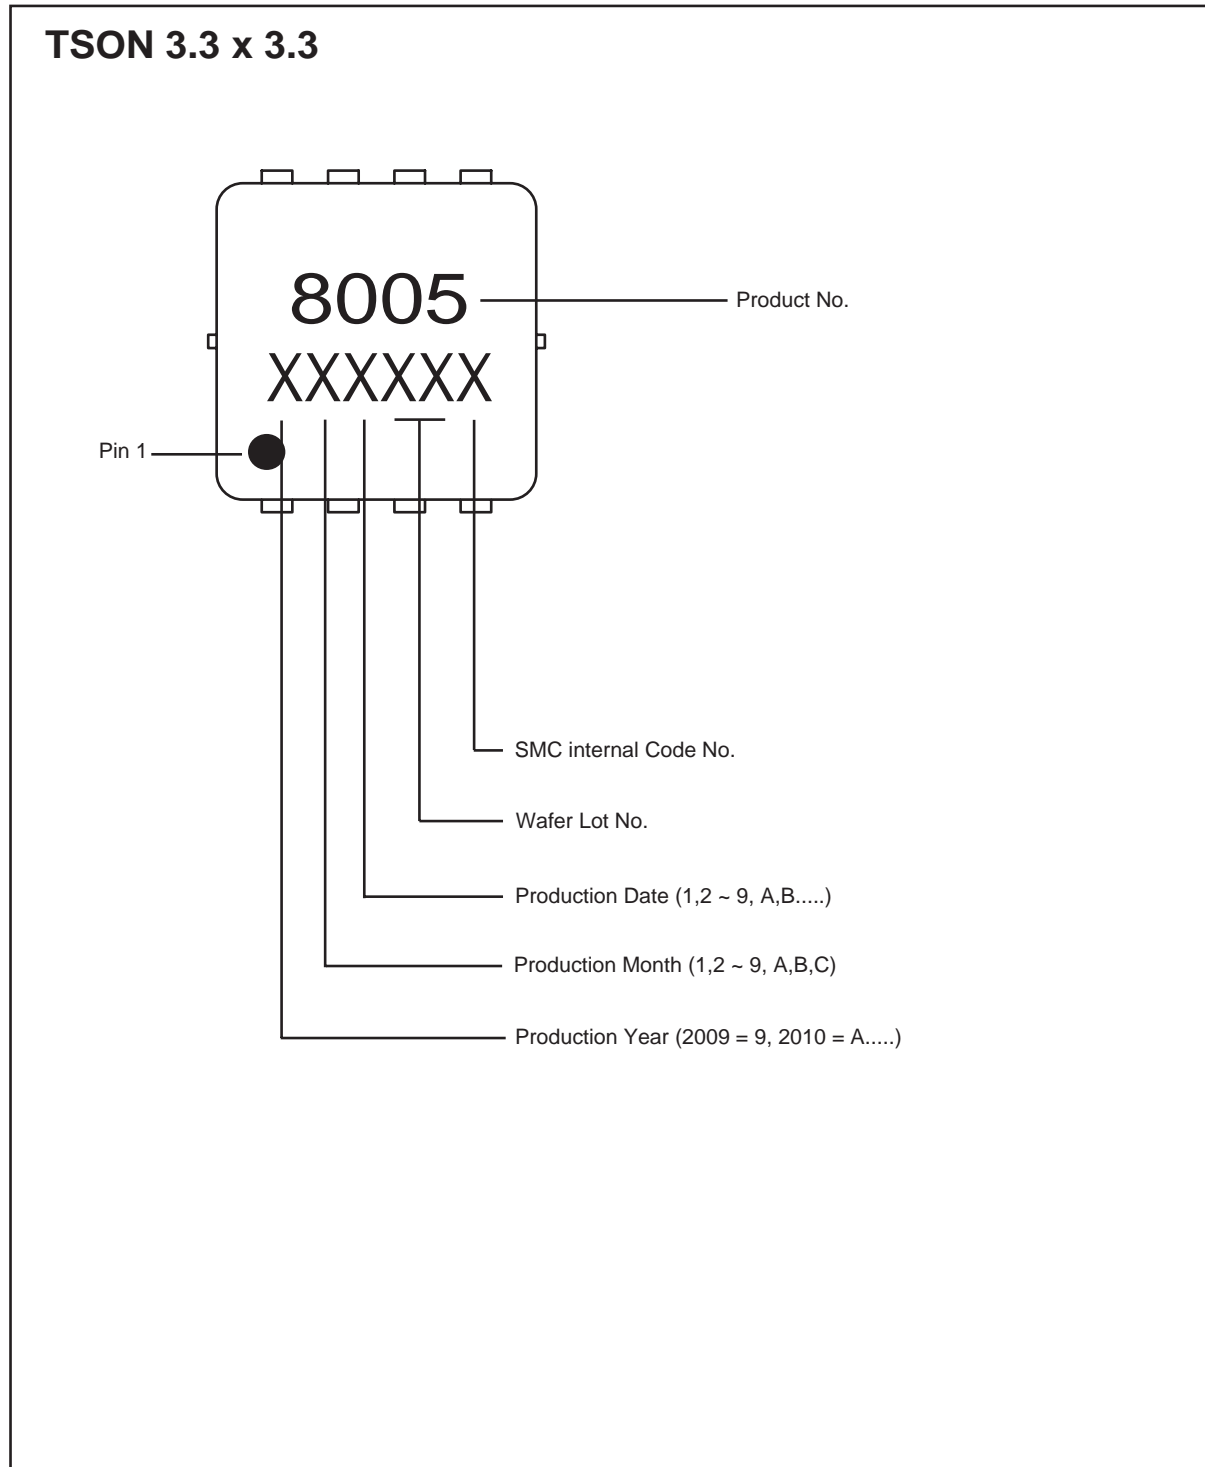 TSON 3.3 x 3.3
8005
Product No.
XXXXXX
Pin 1
SMC internal Code No.
Wafer Lot No.
Production Date (1,2 ~ 9, A,B.....)
Production Month (1,2 ~ 9, A,B,C)
Production Year (2009 = 9, 2010 = A.....)